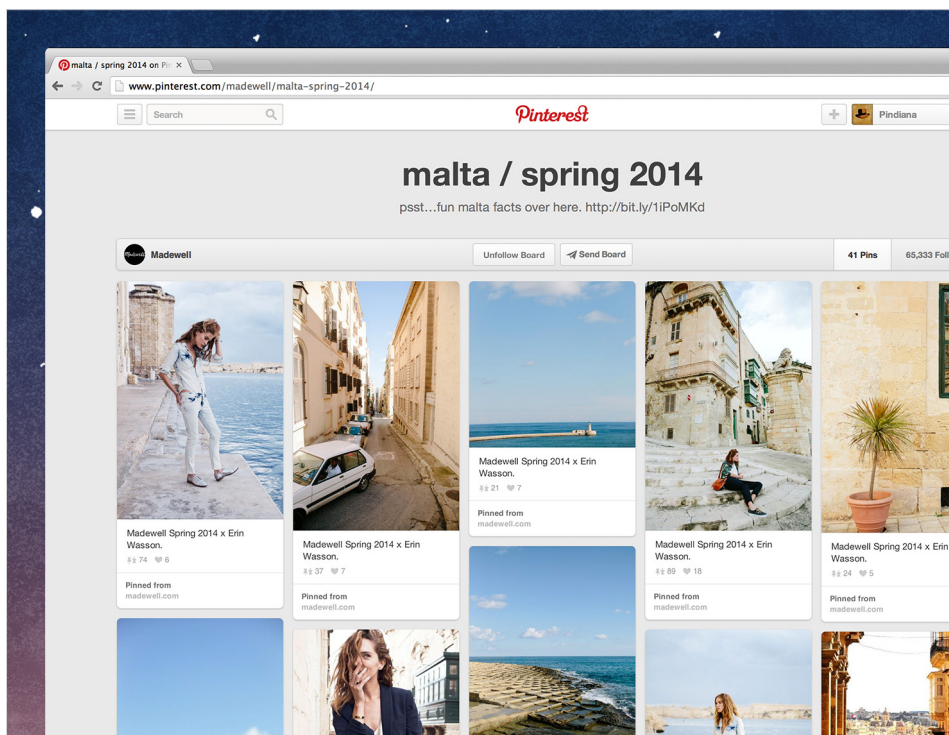 malta / spring 2014 on Pin
www.pinterest.com/madewell/malta-spring-2014/
Search
Pinterest
Pindiana
malta / spring 2014
psst...fun malta facts over here. http://bit.ly/1iPoMKd
Madewell
Unfollow Board
Send Board
41 Pins
65,333 Foll
Madewell Spring 2014 x Erin
Wasson.
74 6
Pinned from
madewell.com
Madewell Spring 2014 x Erin
Wasson.
37 7
Pinned from
madewell.com
Madewell Spring 2014 x Erin
Wasson.
21 7
Pinned from
madewell.com
Madewell Spring 2014 x Erin
Wasson.
89 18
Pinned from
madewell.com
Madewell Spring 2014 x Erin
Wasson.
24 5
Pinned from
madewell.com